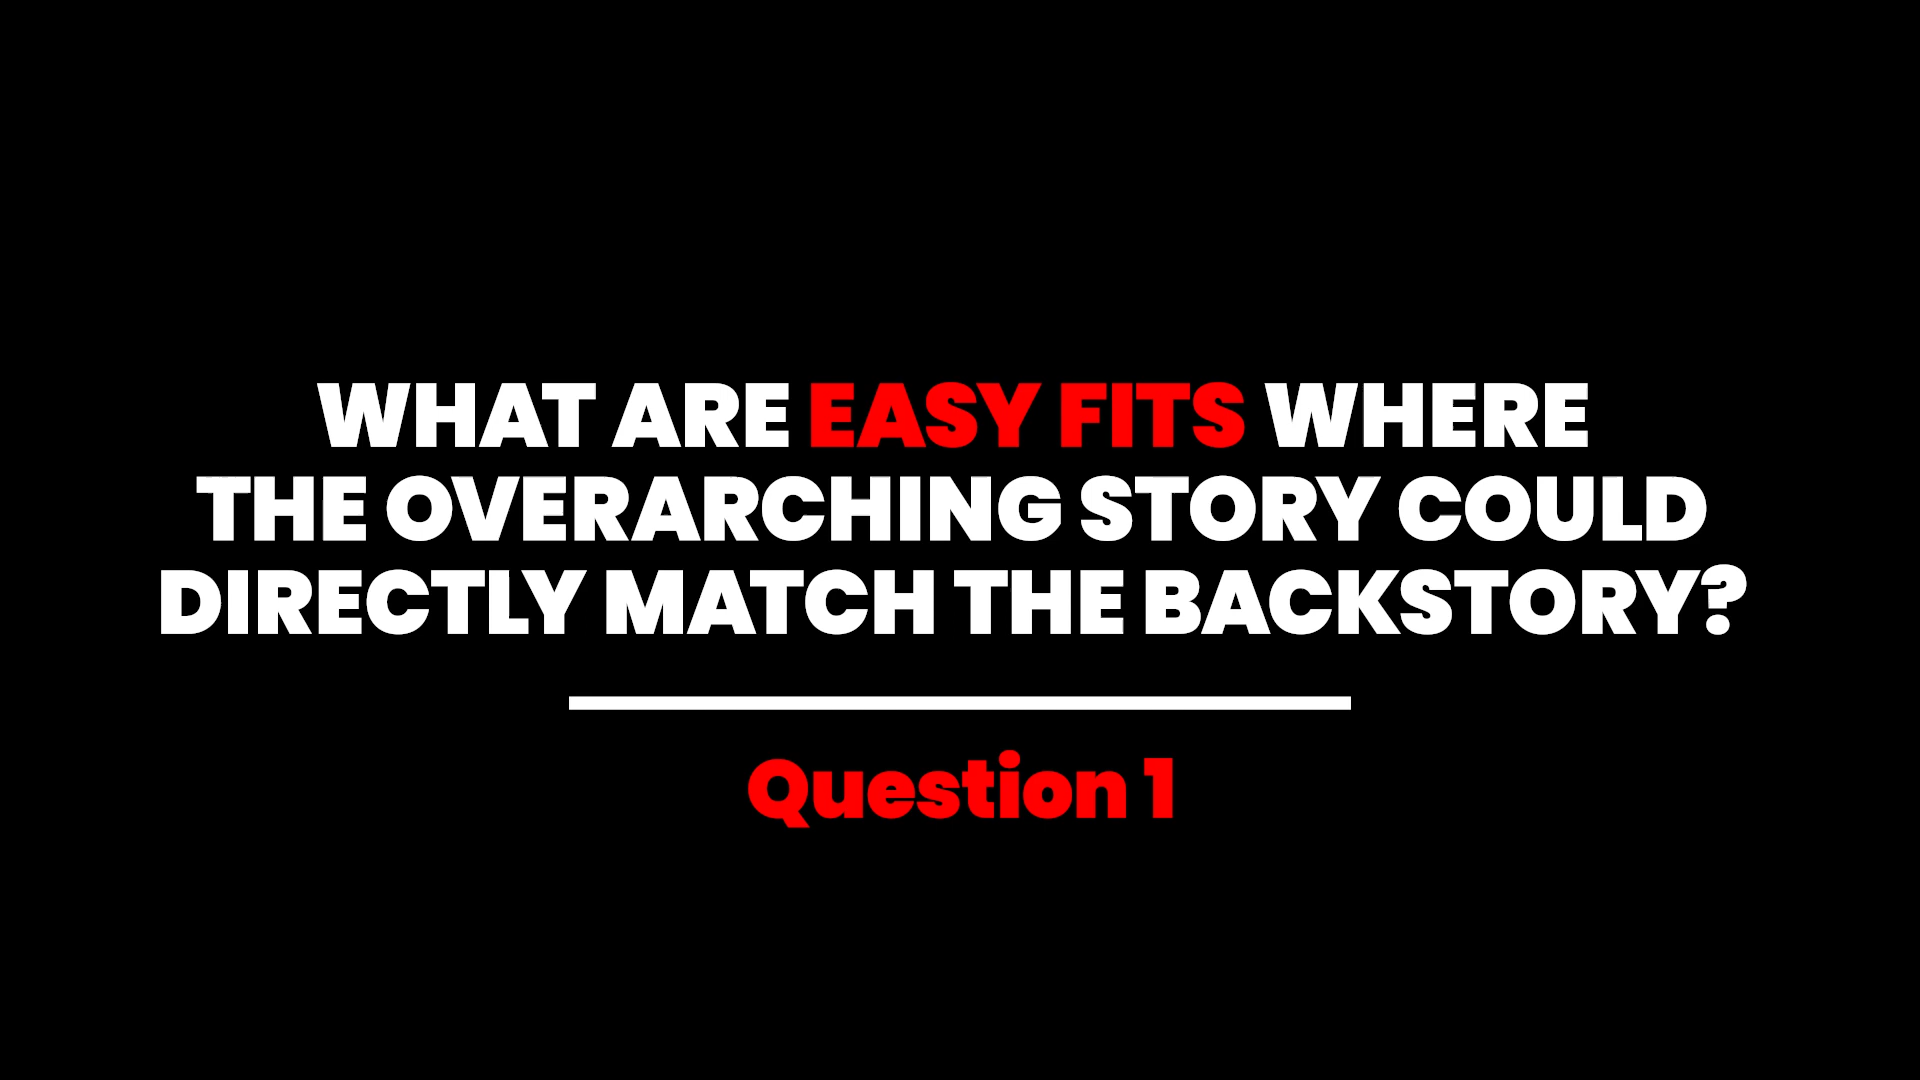 WHAT ARE EASY FITS WHERE
THE OVERARCHING STORY COULD
DIRECTLY MATCH THE BACKSTORY?
Question 1